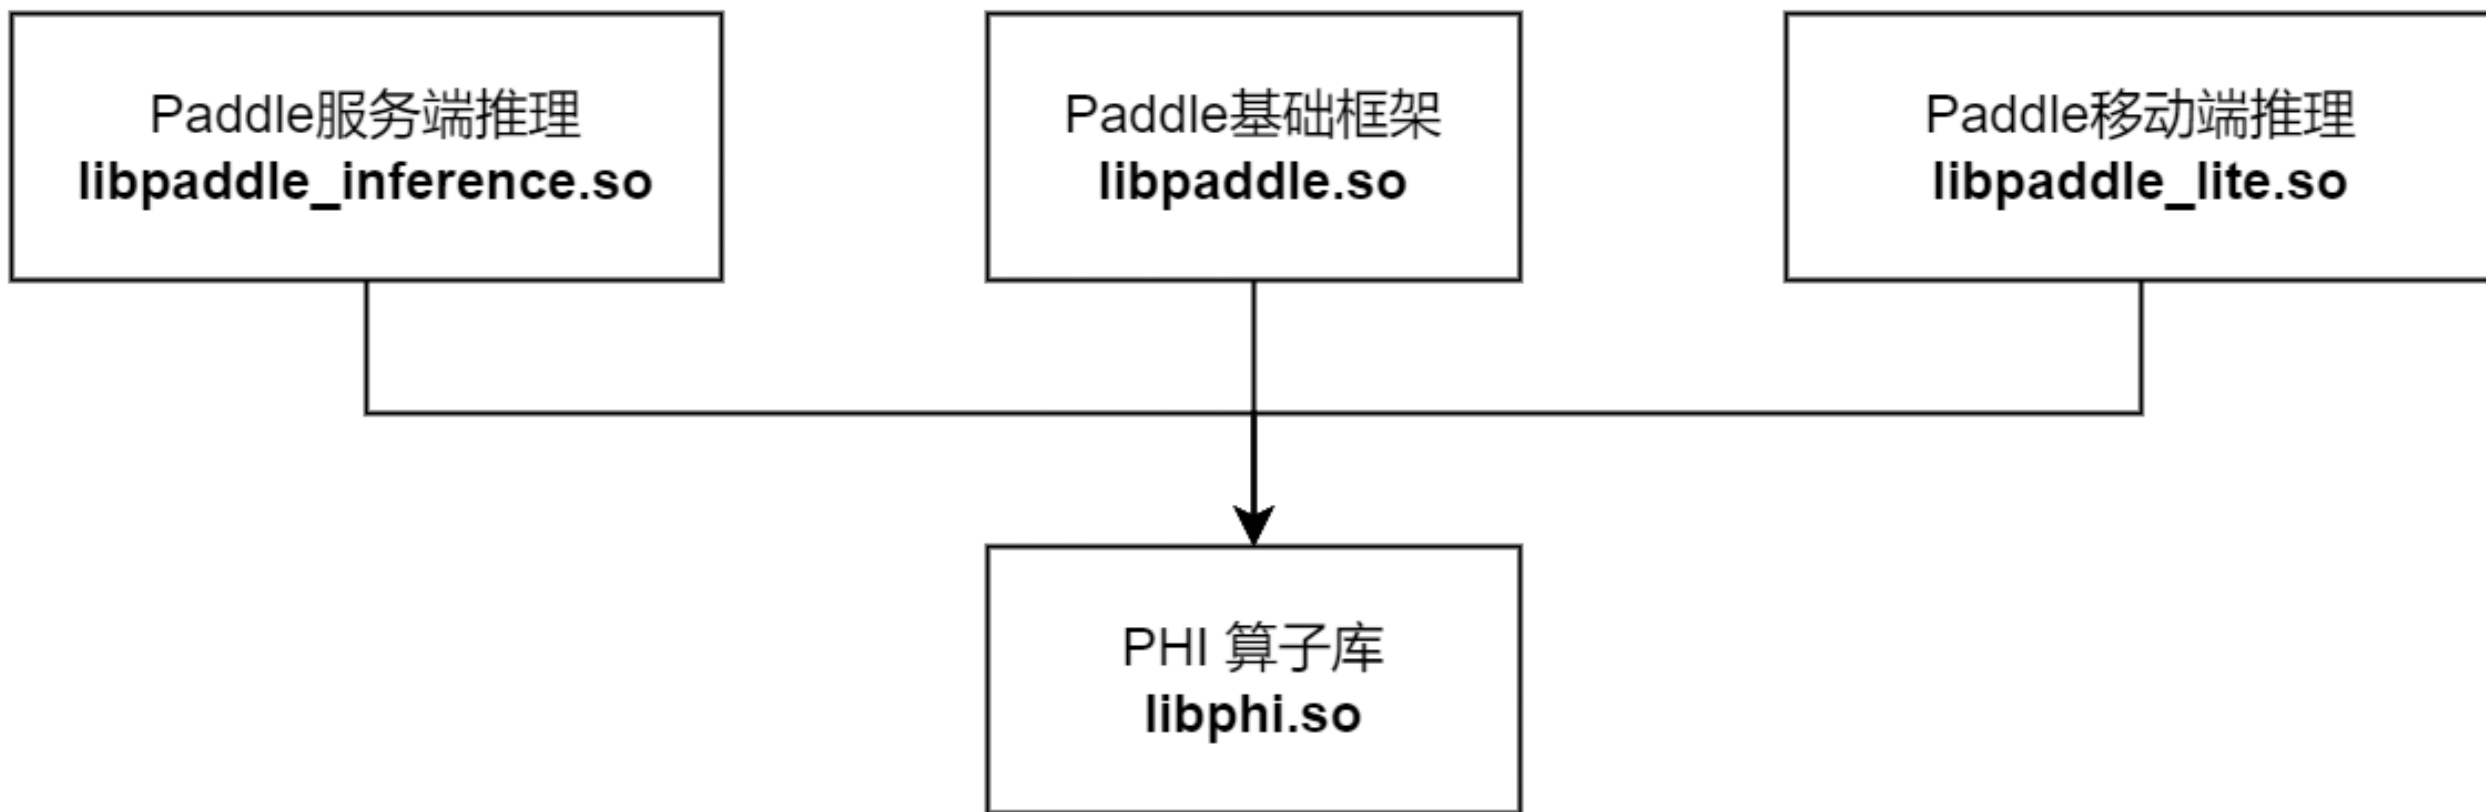 Paddle服务端推理
libpaddle_inference.so
Paddle基础框架
libpaddle.so
Paddle移动端推理
libpaddle_lite.so
PHI 算子库
libphi.so